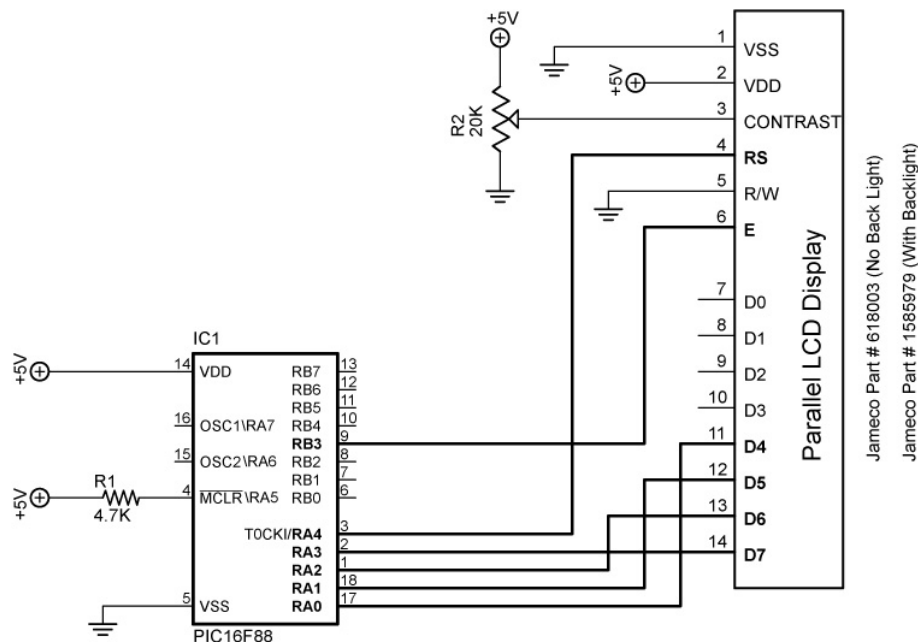 +5V
1
VSS
2
VDD
+5V
3
CONTRAST
R2
20K
4
RS
5
R/W
6
E
Parallel LCD Display
Jameco Part # 618003 (No Back Light)
Jameco Part # 1585979 (With Backlight)
7
D0
8
D1
9
D2
10
D3
11
D4
12
D5
13
D6
14
D7
IC1
+5V
14
VDD
RB7
13
RB6
12
RB5
11
16
OSC1\RA7
RB4
10
RB3
9
15
OSC2\RA6
RB2
8
RB1
7
+5V
R1
4.7K
4
MCLR\RA5
RB0
6
T0CKI/RA4
3
RA3
2
RA2
1
RA1
18
5
VSS
RA0
17
PIC16F88